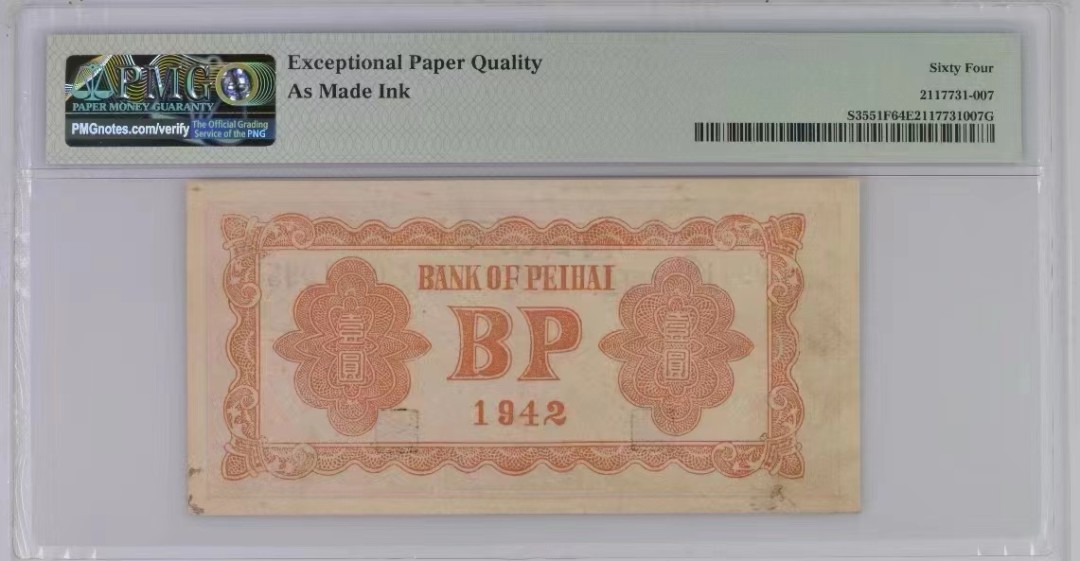 PMG
PAPER MONEY GUARANTY
PMGnotes.com/verify
The Official Grading
Service of the PNG
Exceptional Paper Quality
As Made Ink
Sixty Four
2117731-007
S3551F64E2117731007G
BANK OF PEIHAI
BP
1942
壹圓
壹圓